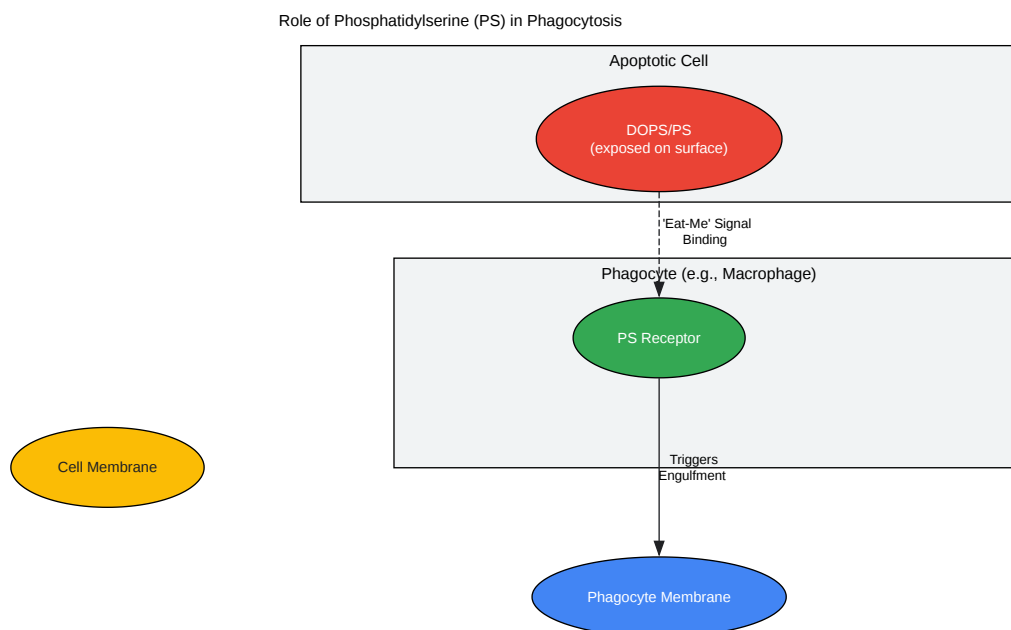 Role of Phosphatidylserine (PS) in Phagocytosis
Apoptotic Cell
DOPS/PS
(exposed on surface)
'Eat-Me' Signal
Binding
Phagocyte (e.g., Macrophage)
PS Receptor
Cell Membrane
Triggers
Engulfment
Phagocyte Membrane